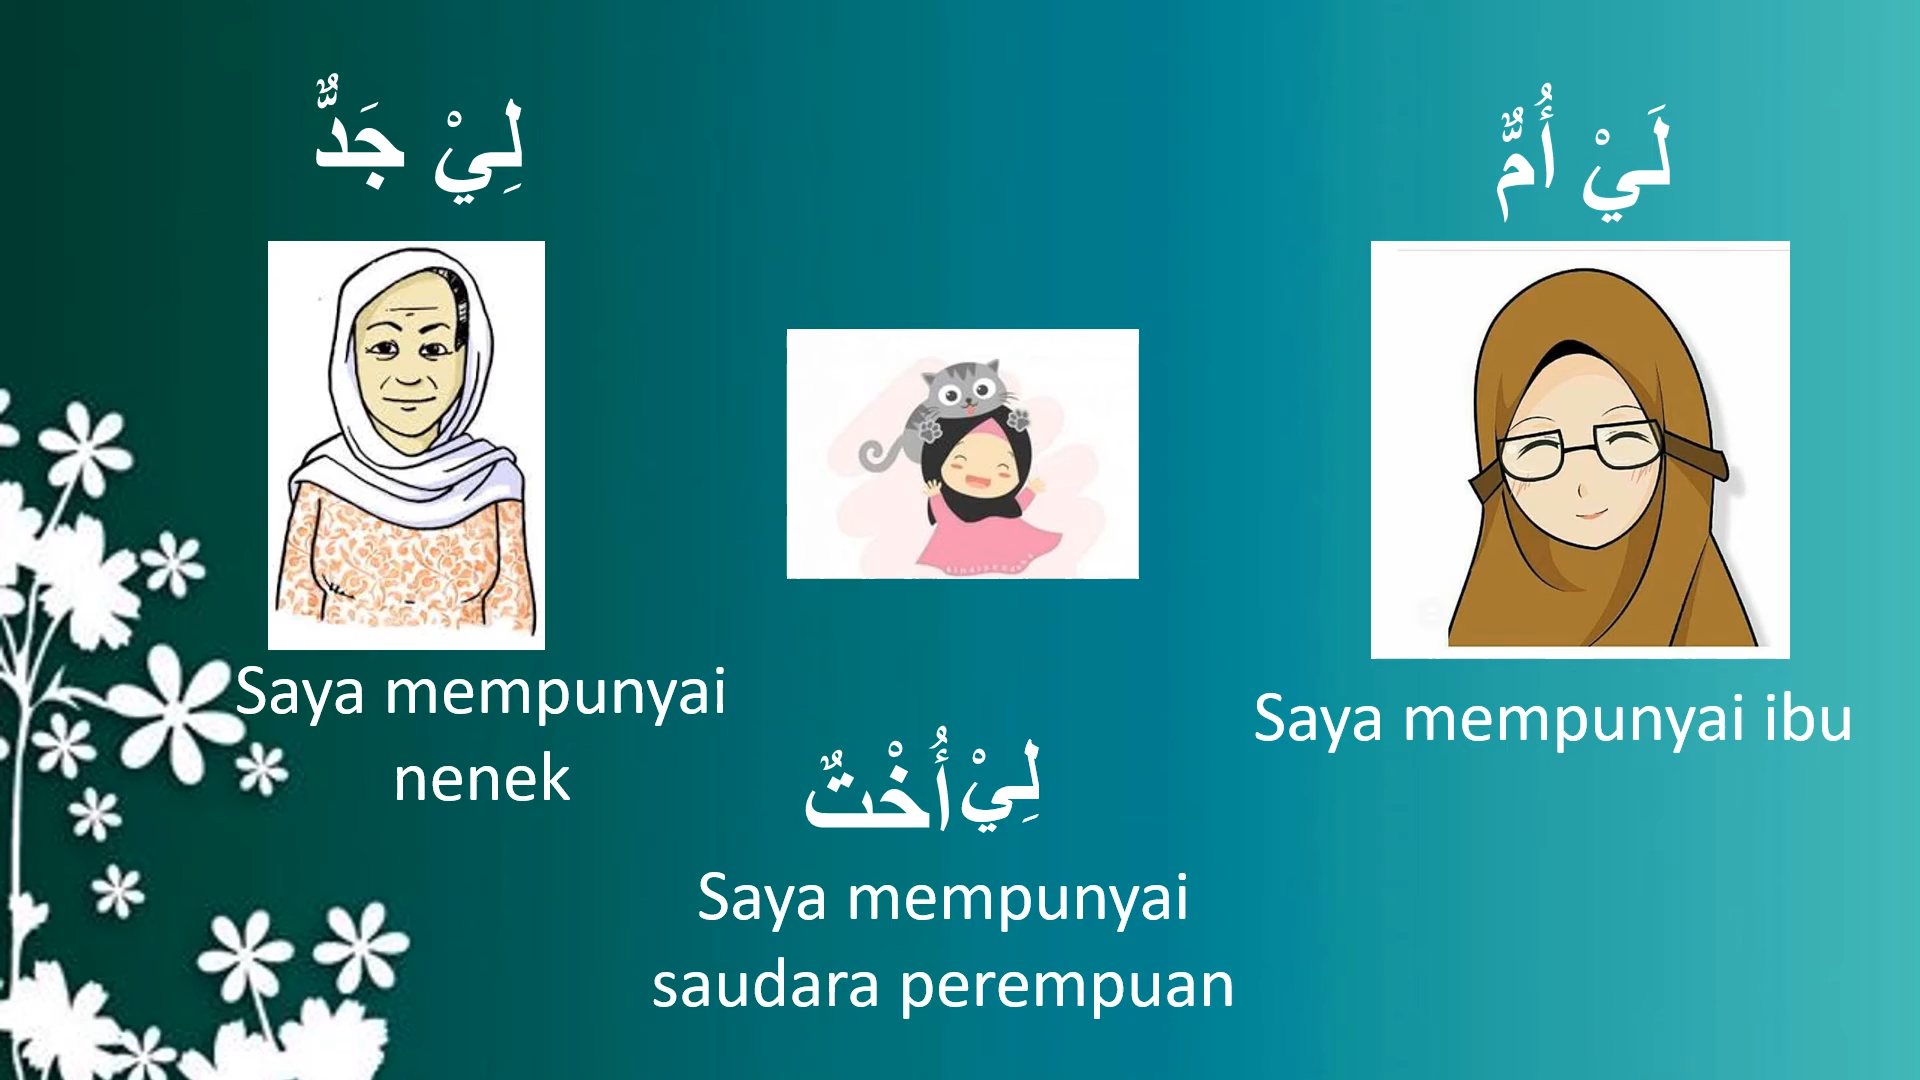 لِيْ جَدٌّ
Saya mempunyai
nenek
لِيْ أُخْتٌ
Saya mempunyai
saudara perempuan
لَيْ أُمٌّ
Saya mempunyai ibu